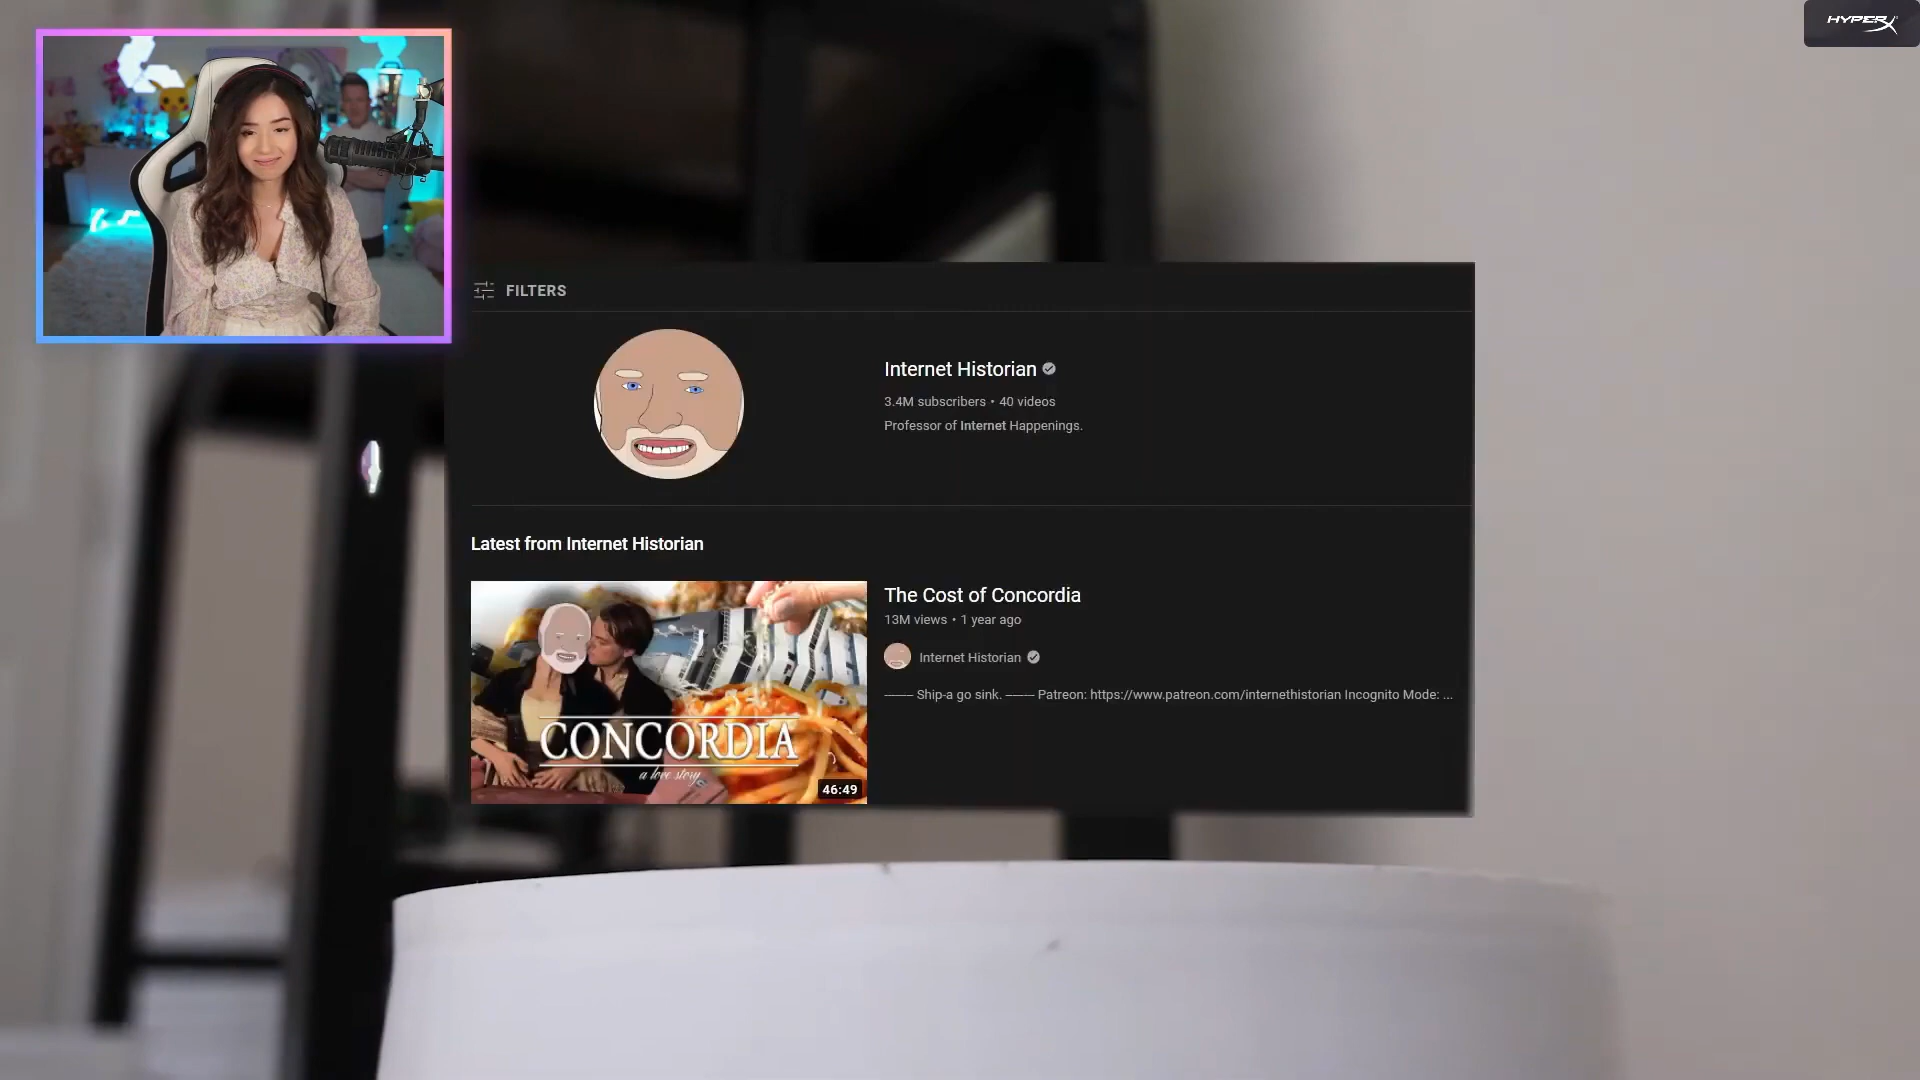 HYPERX
FILTERS
Internet Historian
3.4M subscribers • 40 videos
Professor of Internet Happenings.
Latest from Internet Historian
CONCORDIA
a love story
46:49
The Cost of Concordia
13M views • 1 year ago
Internet Historian
-------- Ship-a go sink. -------- Patreon: https://www.patreon.com/internethistorian Incognito Mode: ...